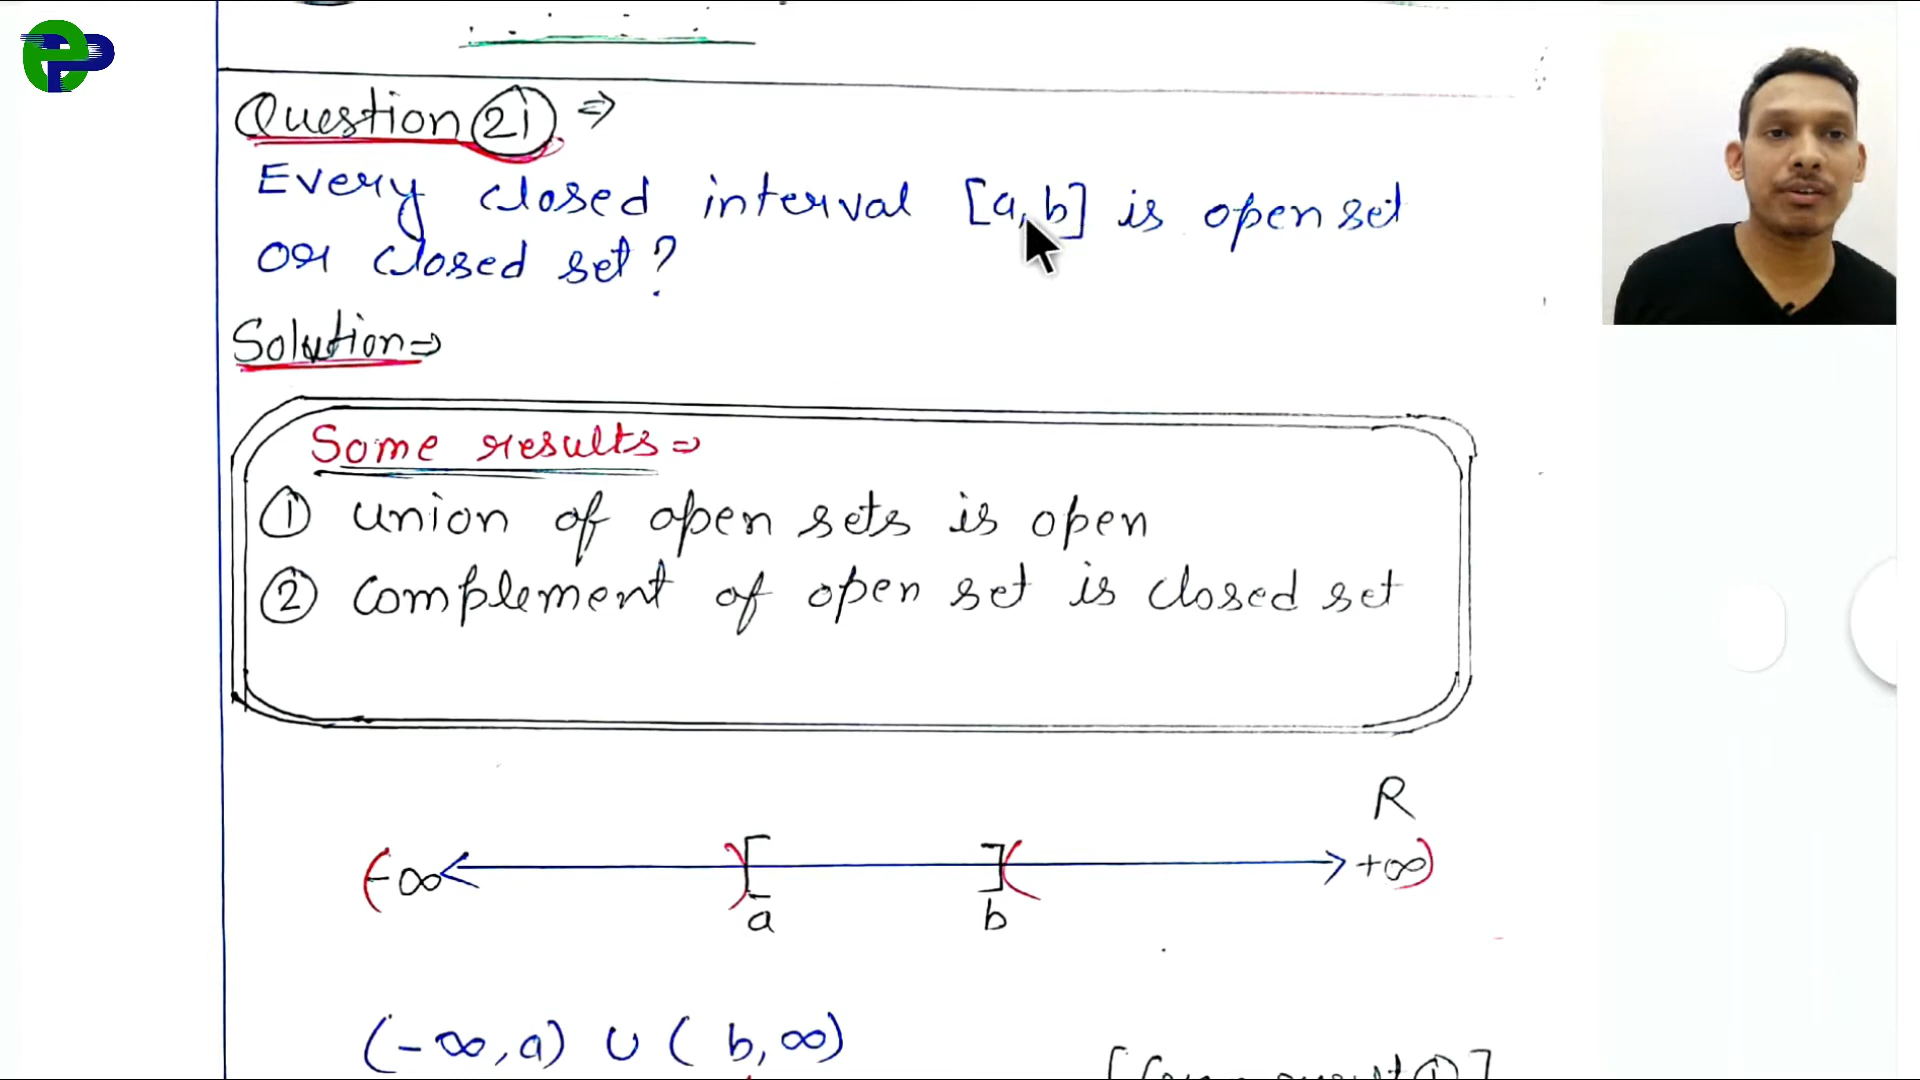 Question 21 ⇒
Every closed interval [a,b] is open set
or closed set?
Solution ⇒
Some results ⇒
① union of open sets is open
② complement of open set is closed set
R
(-∞ a b +∞)
(-∞, a) ∪ (b, ∞)